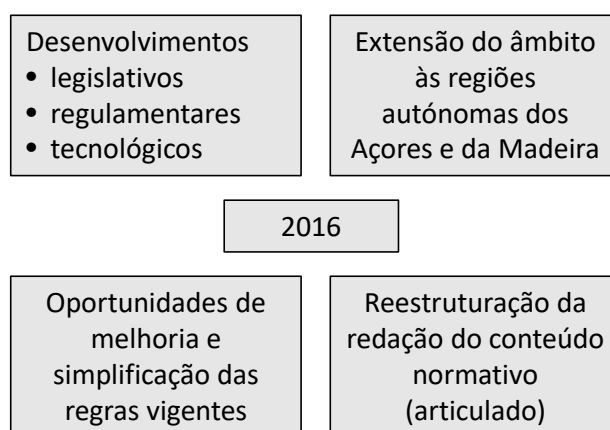 Desenvolvimentos
• legislativos
• regulamentares
• tecnológicos
Extensão do âmbito
às regiões
autónomas dos
Açores e da Madeira
2016
Oportunidades de
melhoria e
simplificação das
regras vigentes
Reestruturação da
redação do conteúdo
normativo
(articulado)